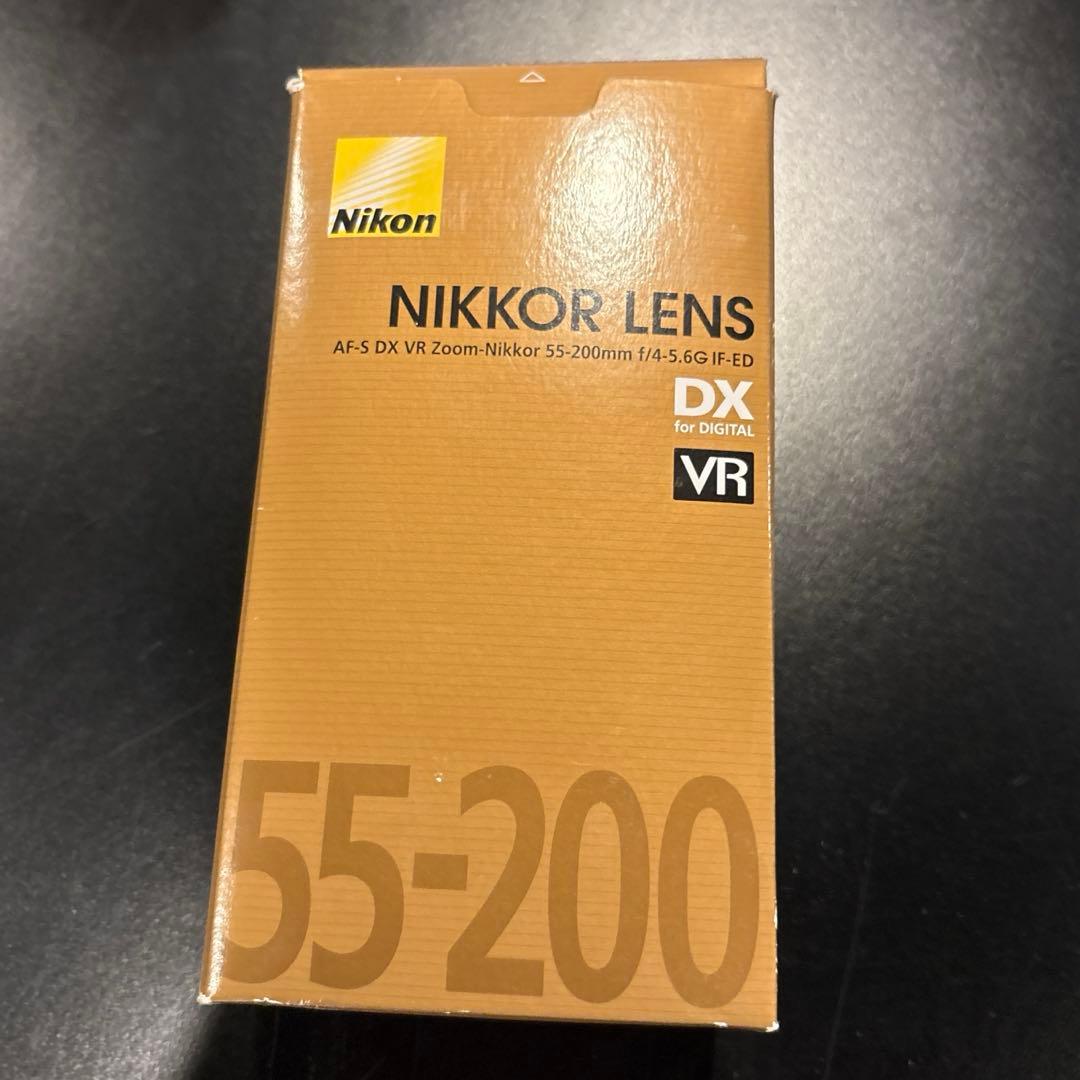 Nikon
NIKKOR LENS
AF-S DX VR Zoom-Nikkor 55-200mm f/4-5.6G IF-ED
DX
for DIGITAL
VR
55-200